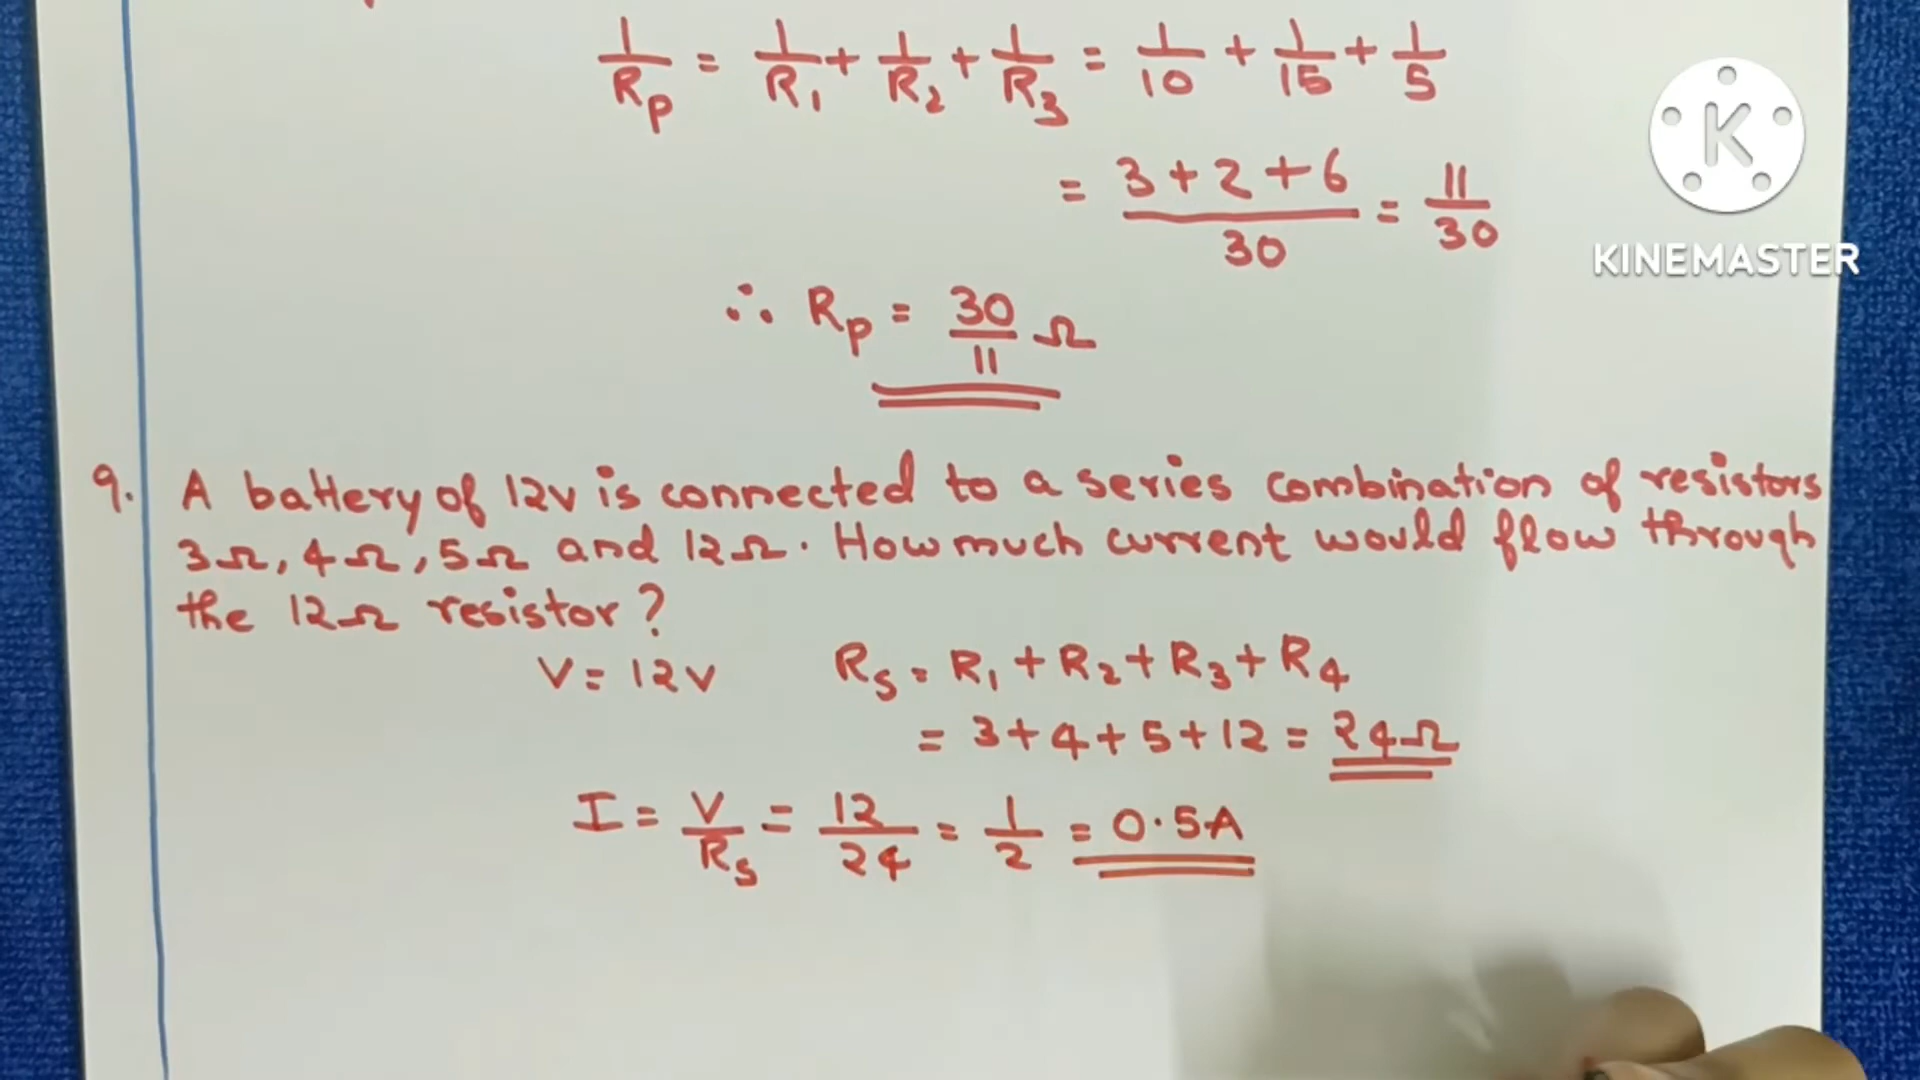 1/Rp = 1/R₁ + 1/R₂ + 1/R₃ = 1/10 + 1/15 + 1/5
K
= 3+2+6/30 = 11/30
KINEMASTER
∴ Rp = 30/11 Ω
9. A battery of 12v is connected to a series combination of resistors
3Ω, 4Ω, 5Ω and 12Ω. How much current would flow through
the 12Ω resistor?
V = 12V Rs = R₁ + R₂ + R₃ + R₄
= 3+4+5+12 = 24Ω
I = V/Rs = 12/24 = 1/2 = 0.5A